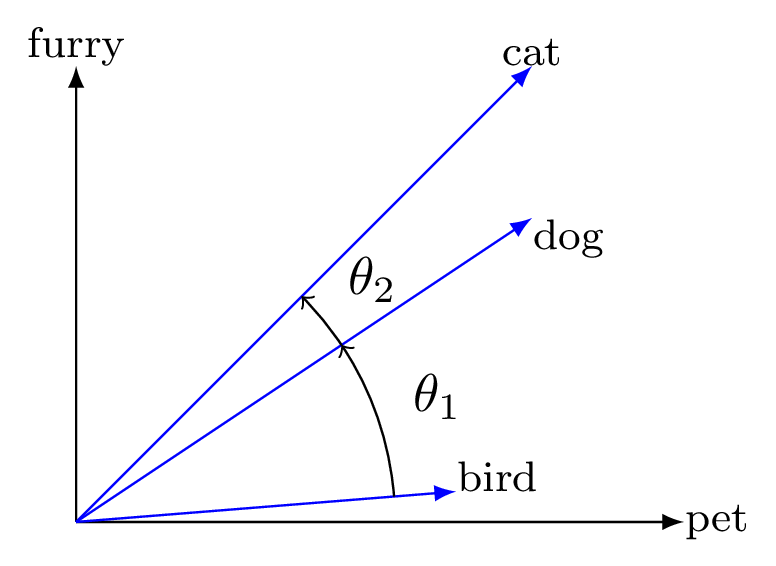 furry
cat
dog
θ₂
θ₁
bird
pet